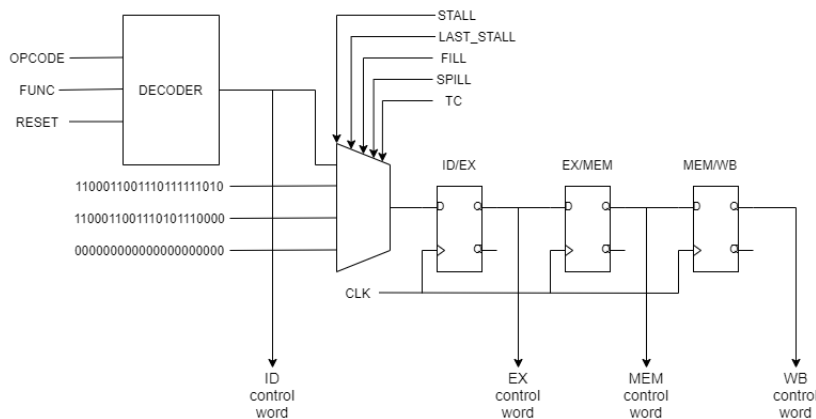 STALL
LAST_STALL
FILL
SPILL
TC
OPCODE
FUNC
RESET
DECODER
ID/EX
EX/MEM
MEM/WB
1100011001110111111010
1100011001110101110000
00000000000000000000
CLK
ID
control
word
EX
control
word
MEM
control
word
WB
control
word